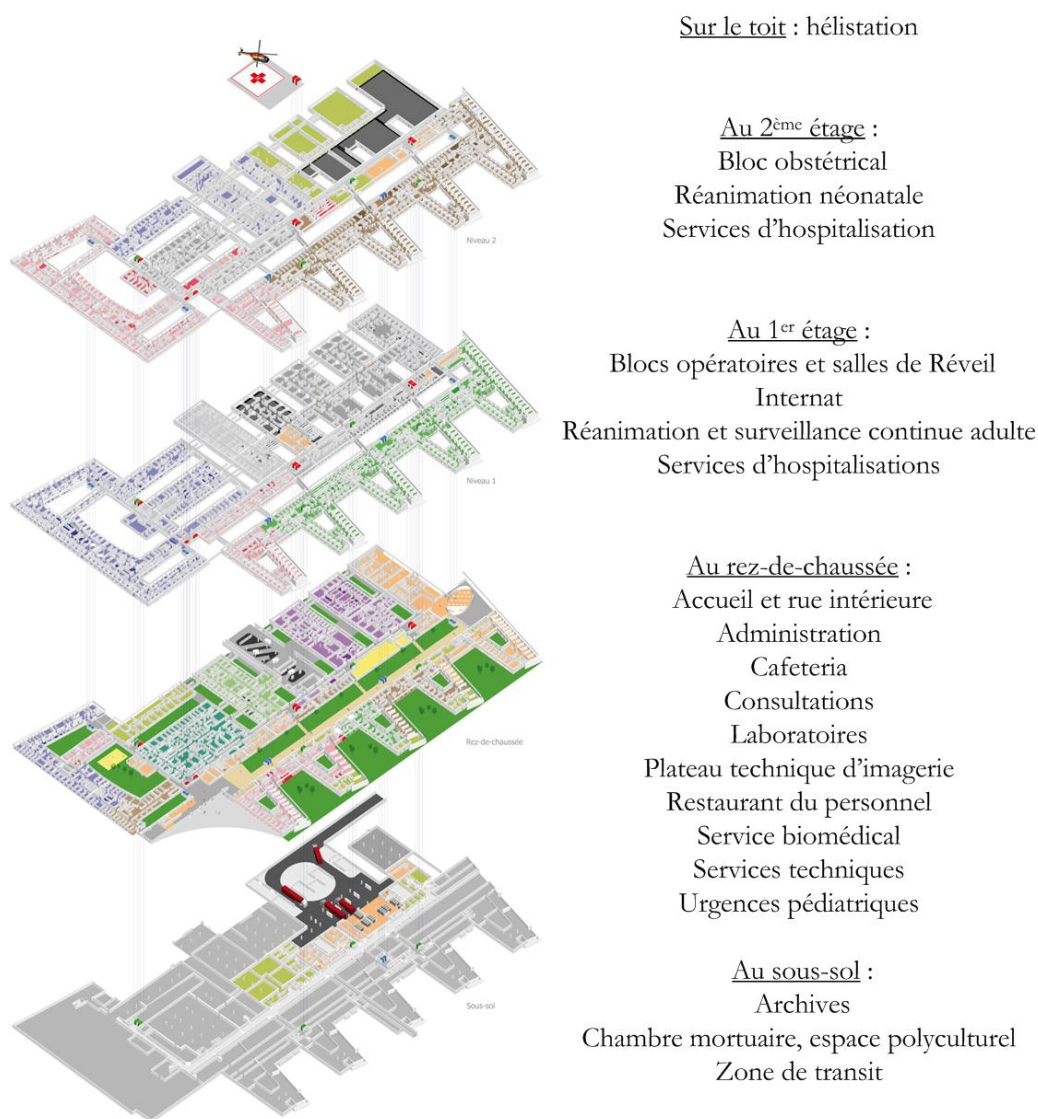 Sur le toit : hélistation
Au 2ème étage :
Bloc obstétrical
Réanimation néonatale
Services d'hospitalisation
Niveau 2
Au 1er étage :
Blocs opératoires et salles de Réveil
Internat
Réanimation et surveillance continue adulte
Services d'hospitalisations
Niveau 1
Au rez-de-chaussée :
Accueil et rue intérieure
Administration
Cafeteria
Consultations
Laboratoires
Plateau technique d'imagerie
Restaurant du personnel
Service biomédical
Services techniques
Urgences pédiatriques
Rez-de-chaussée
Au sous-sol :
Archives
Chambre mortuaire, espace polyculturel
Zone de transit
Sous-sol